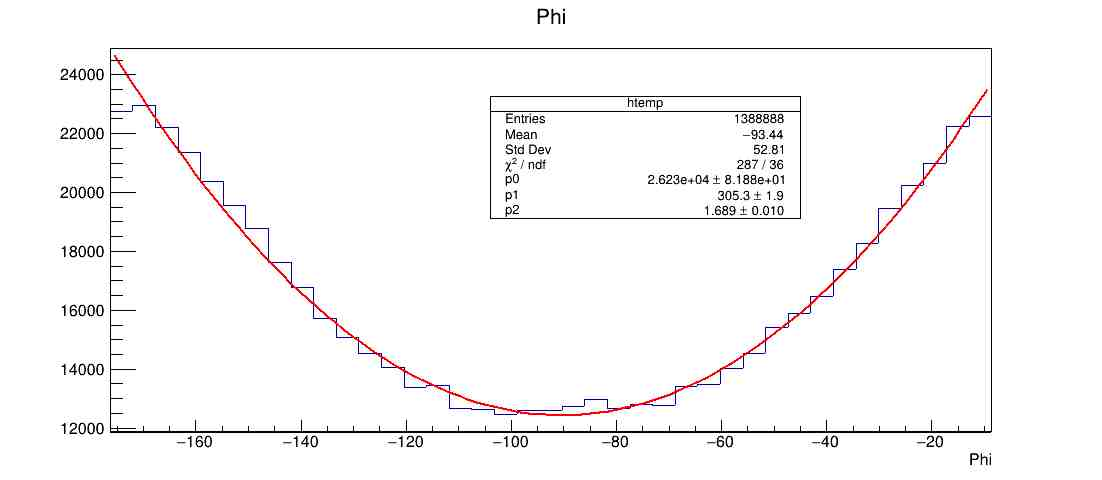 Phi
24000
22000
20000
18000
16000
14000
12000
htemp
Entries 1388888
Mean −93.44
Std Dev 52.81
χ² / ndf 287 / 36
p0 2.623e+04 ± 8.188e+01
p1 305.3 ± 1.9
p2 1.689 ± 0.010
−160 −140 −120 −100 −80 −60 −40 −20
Phi